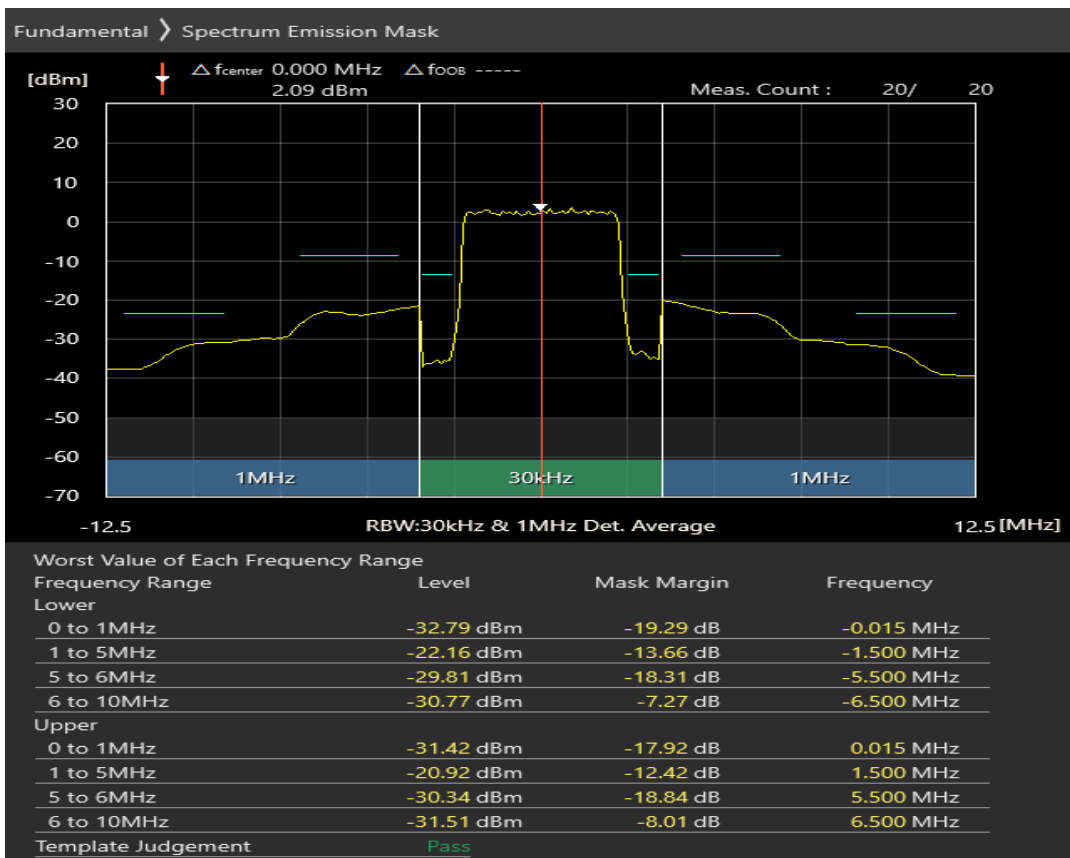 Fundamental ❯ Spectrum Emission Mask
[dBm]
△ fcenter 0.000 MHz △ fOOB -----
2.09 dBm
Meas. Count : 20/ 20
30
20
10
0
-10
-20
-30
-40
-50
-60
-70
1MHz 30kHz 1MHz
-12.5 RBW:30kHz & 1MHz Det. Average 12.5 [MHz]
Worst Value of Each Frequency Range
Frequency Range Level Mask Margin Frequency
Lower
0 to 1MHz -32.79 dBm -19.29 dB -0.015 MHz
1 to 5MHz -22.16 dBm -13.66 dB -1.500 MHz
5 to 6MHz -29.81 dBm -18.31 dB -5.500 MHz
6 to 10MHz -30.77 dBm -7.27 dB -6.500 MHz
Upper
0 to 1MHz -31.42 dBm -17.92 dB 0.015 MHz
1 to 5MHz -20.92 dBm -12.42 dB 1.500 MHz
5 to 6MHz -30.34 dBm -18.84 dB 5.500 MHz
6 to 10MHz -31.51 dBm -8.01 dB 6.500 MHz
Template Judgement Pass